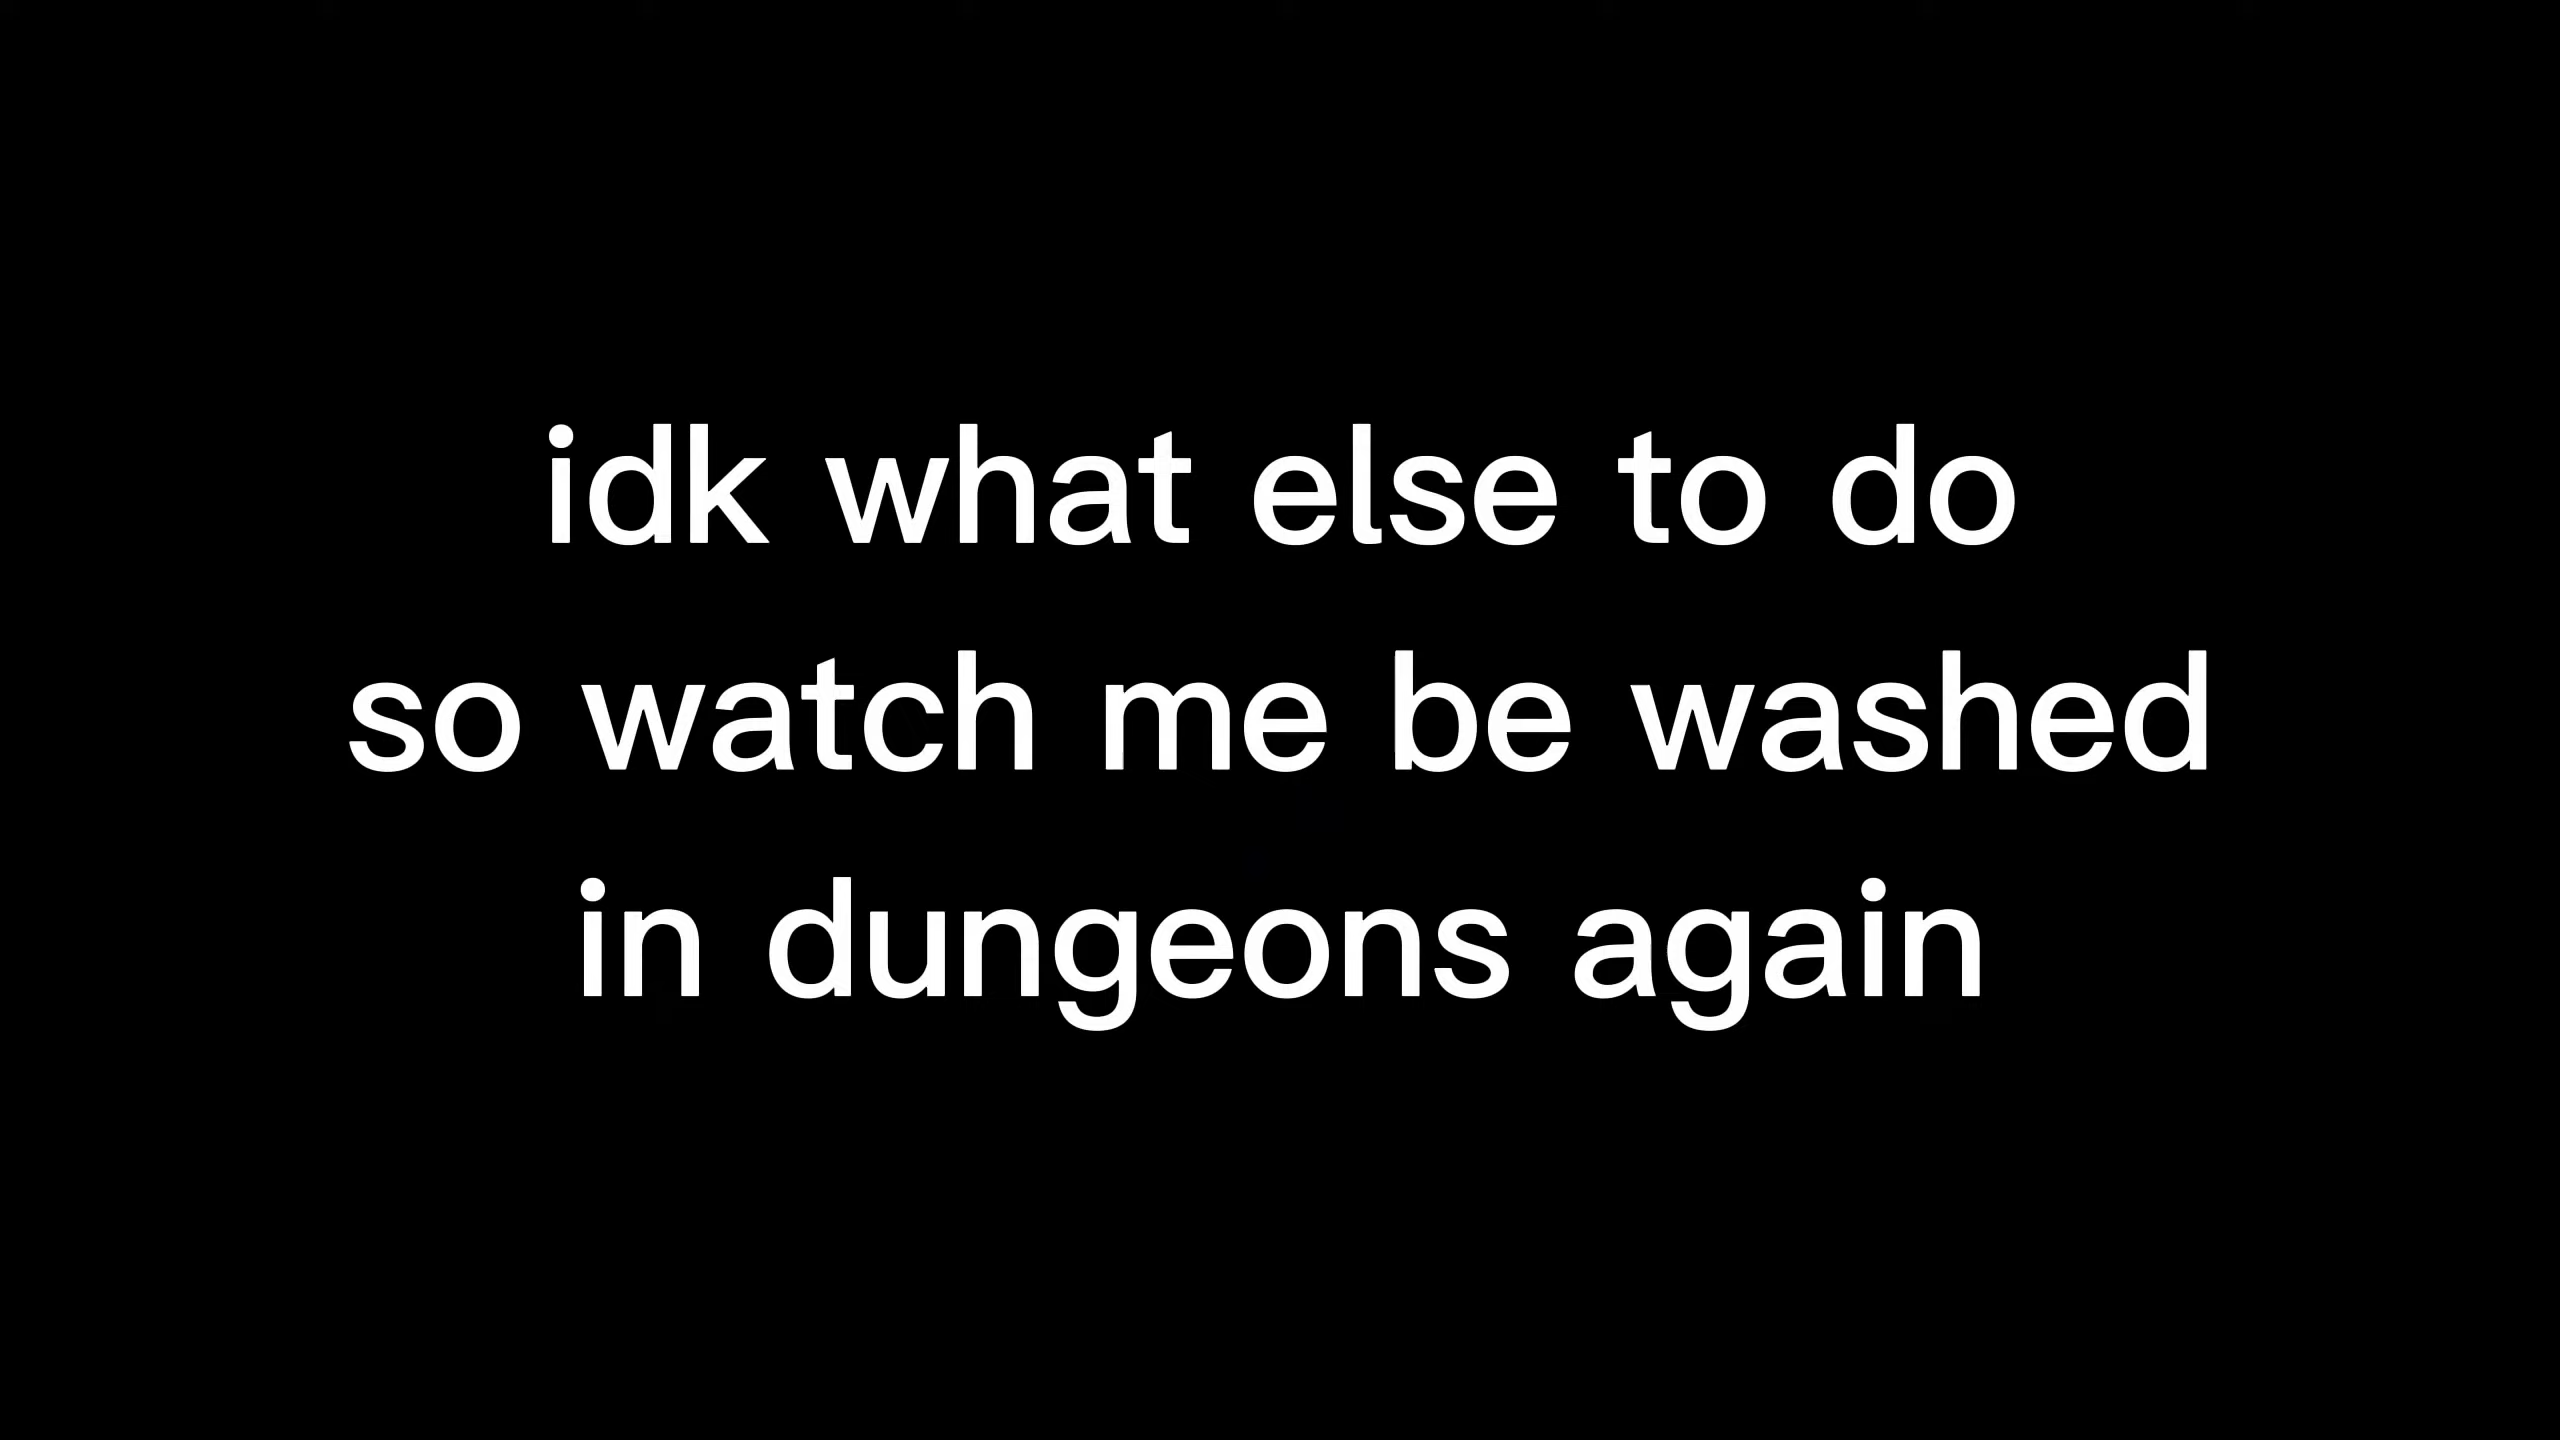 idk what else to do
so watch me be washed
in dungeons again